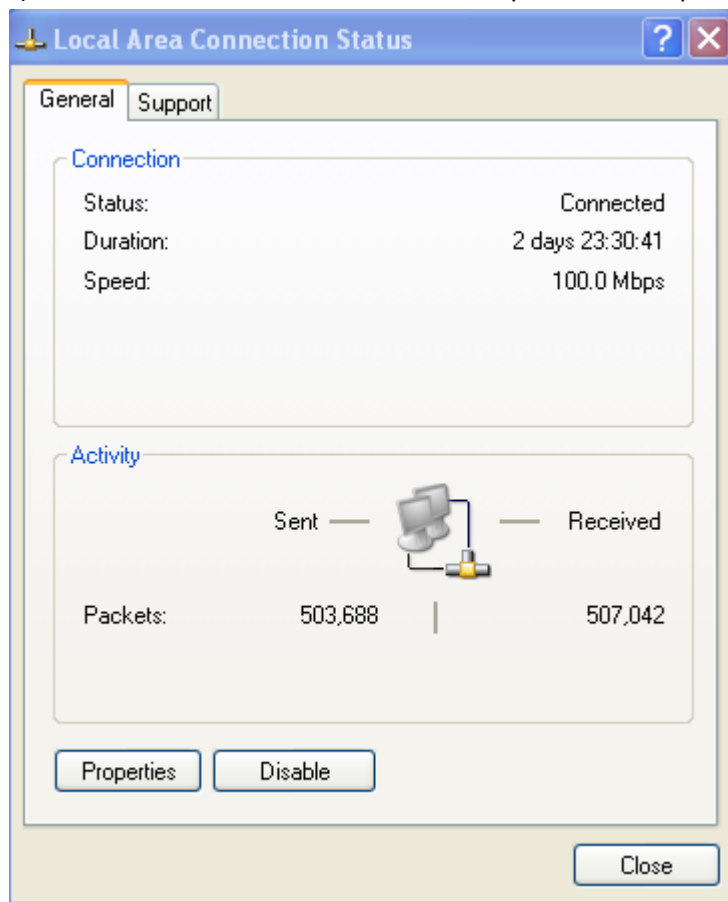 Local Area Connection Status
General Support
Connection
Status: Connected
Duration: 2 days 23:30:41
Speed: 100.0 Mbps
Activity
Sent Received
Packets: 503,688 507,042
Properties Disable
Close